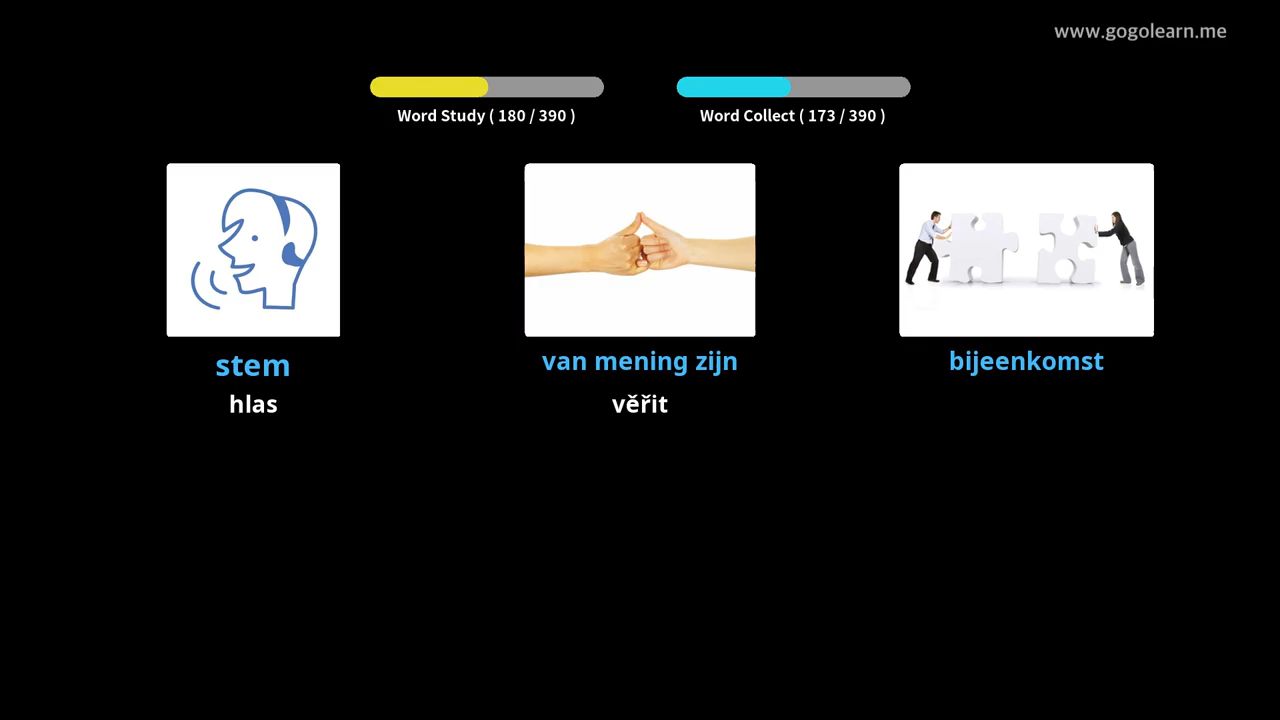 www.gogolearn.me
Word Study ( 180 / 390 )
Word Collect ( 173 / 390 )
stem
van mening zijn
bijeenkomst
hlas
věřit